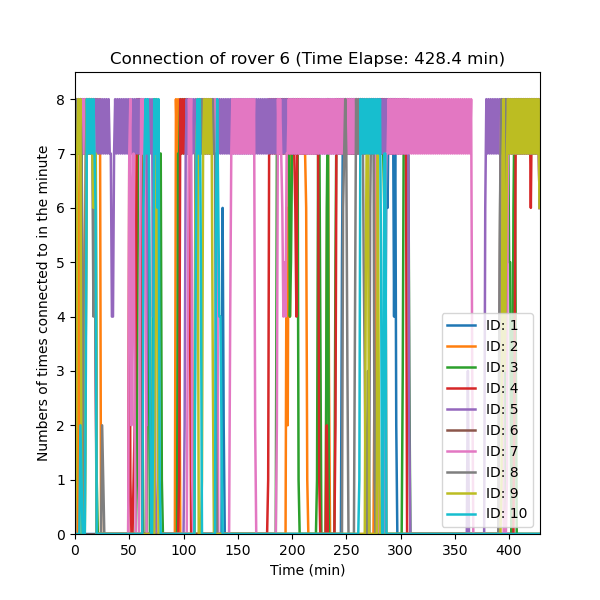 Connection of rover 6 (Time Elapse: 428.4 min)
Numbers of times connected to in the minute
8
7
6
5
4
3
2
1
0
0 50 100 150 200 250 300 350 400
Time (min)
ID: 1
ID: 2
ID: 3
ID: 4
ID: 5
ID: 6
ID: 7
ID: 8
ID: 9
ID: 10